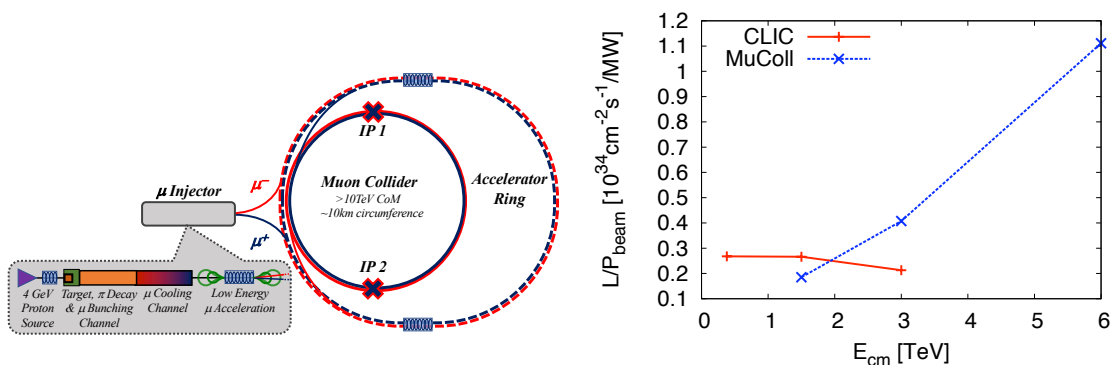 IP 1
μ⁻
μ Injector
Muon Collider
>10TeV CoM
~10km circumference
Accelerator
Ring
μ⁺
IP 2
4 GeV
Proton
Source
Target, π Decay
& μ Bunching
Channel
μ Cooling
Channel
Low Energy
μ Acceleration
CLIC
MuColl
L/P_beam [10^34cm^-2s^-1/MW]
1.2
1.1
1
0.9
0.8
0.7
0.6
0.5
0.4
0.3
0.2
0.1
0 1 2 3 4 5 6
E_cm [TeV]